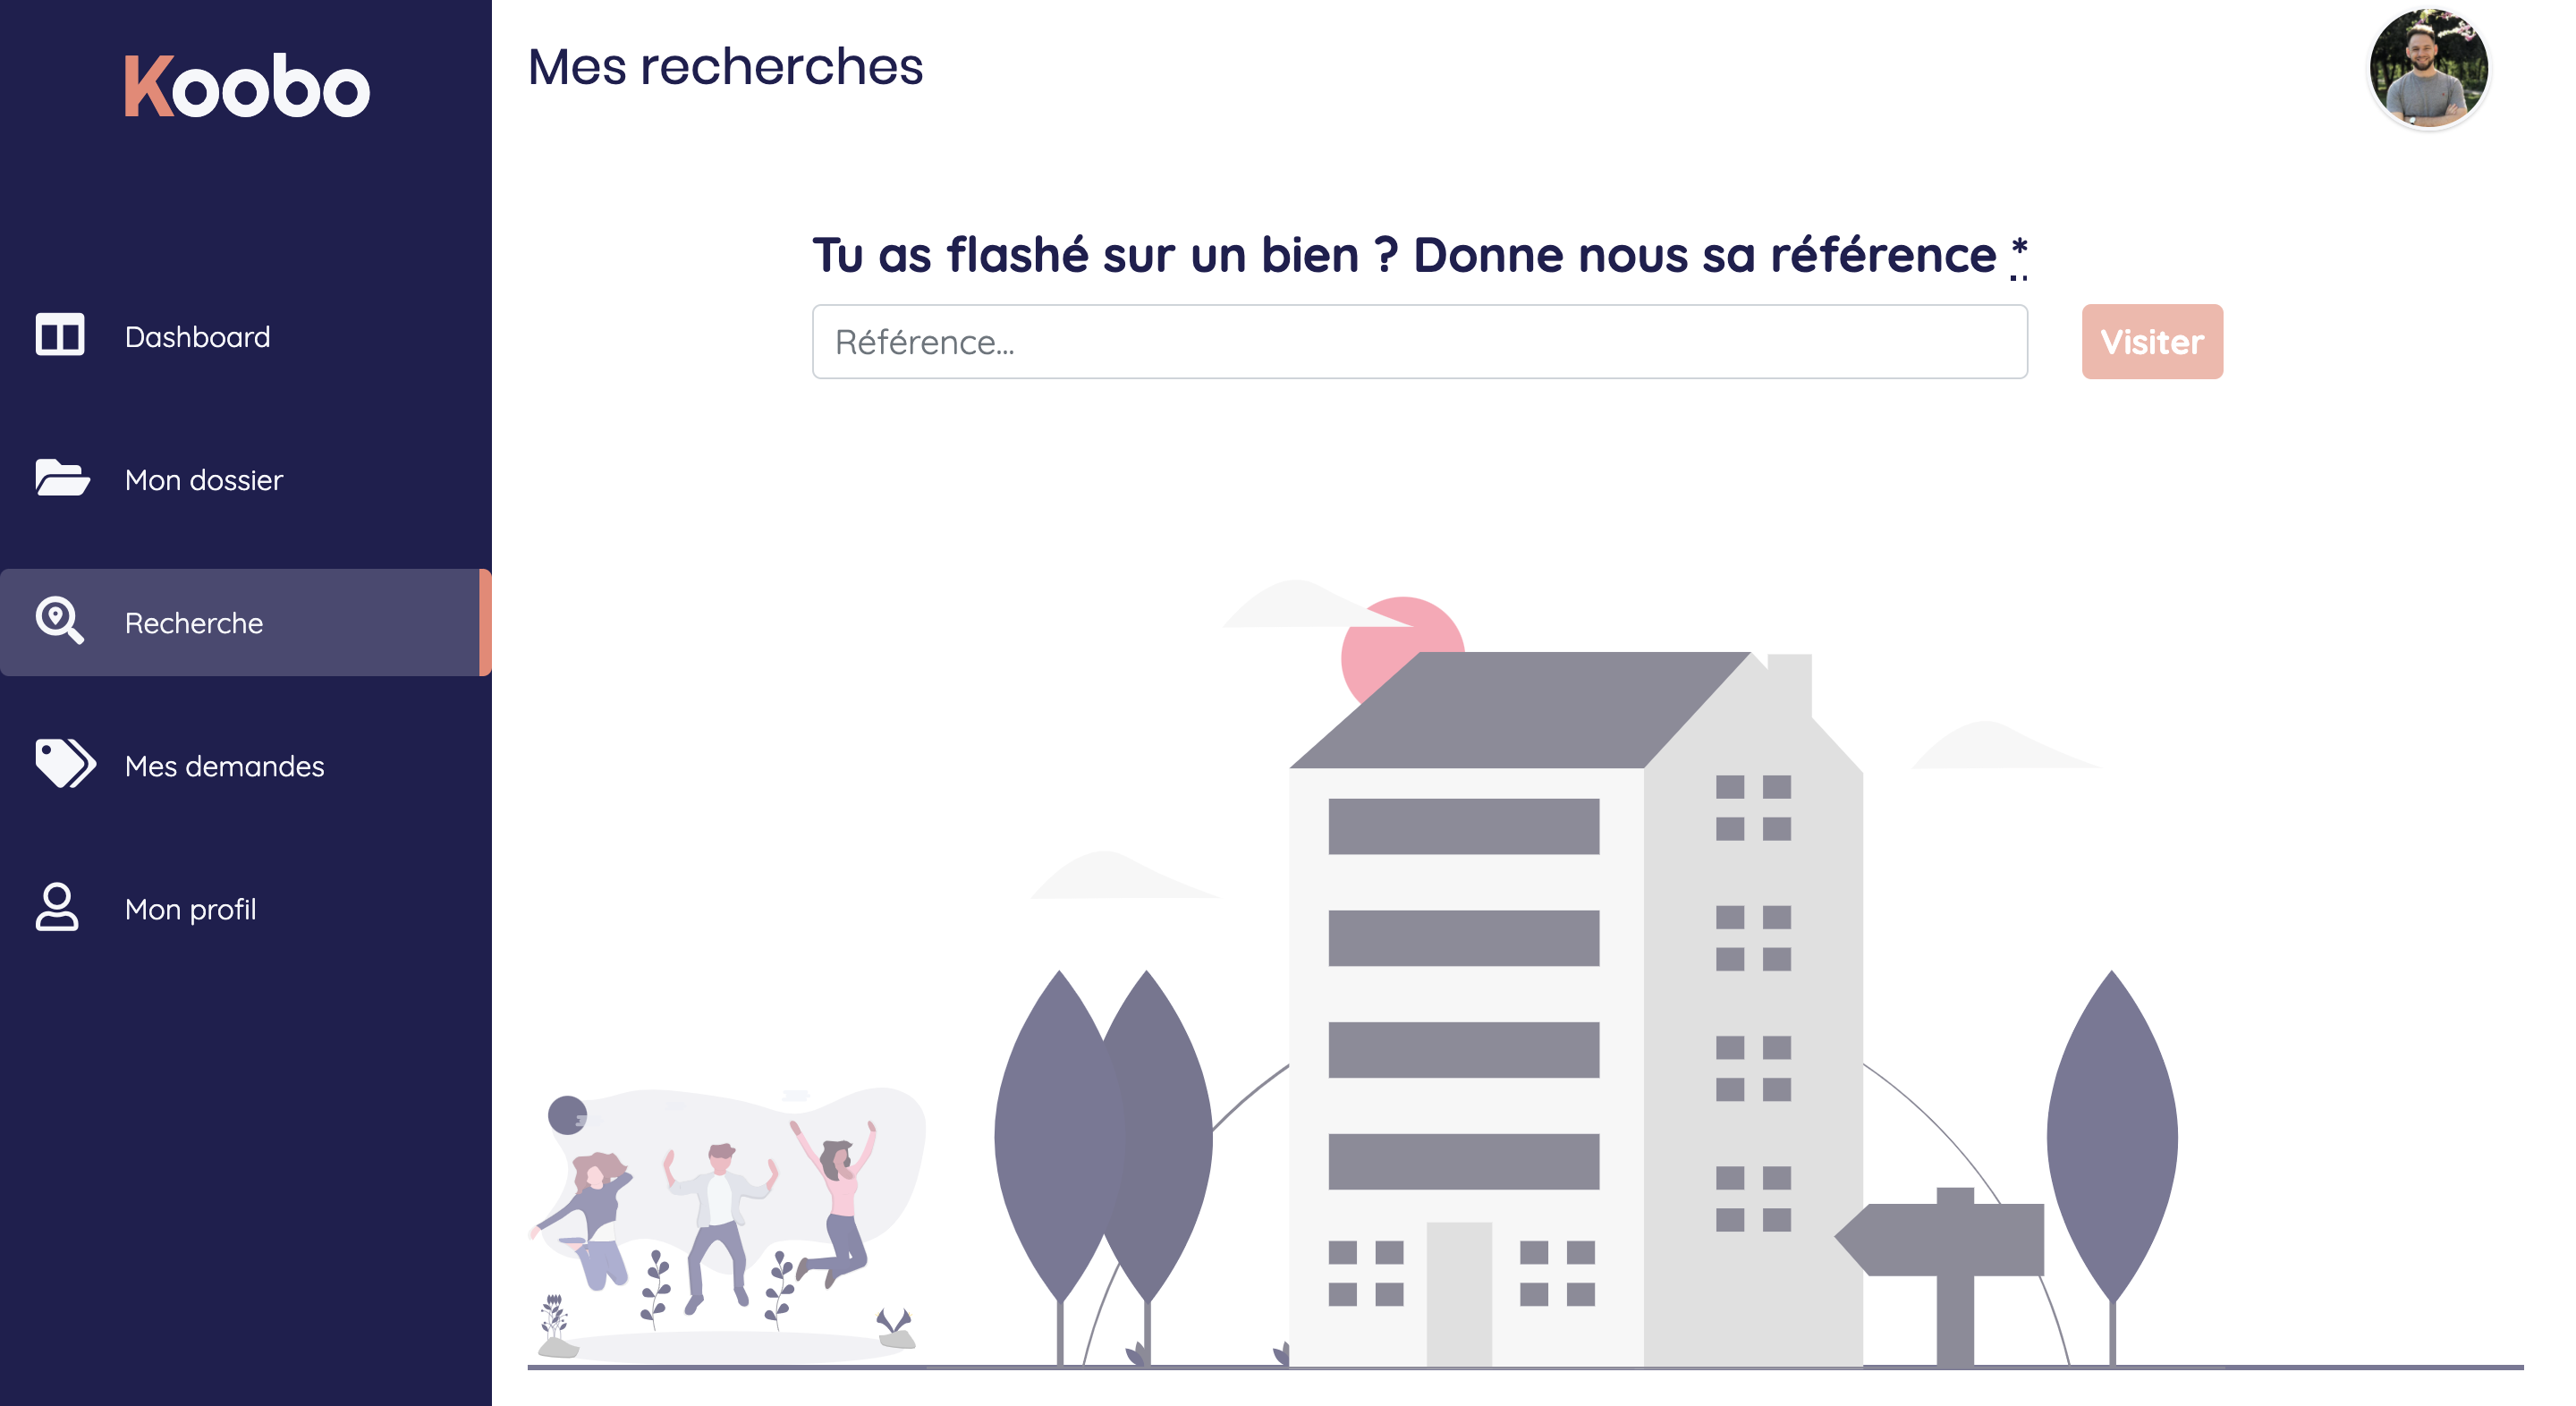 Koobo
Mes recherches
Dashboard
Mon dossier
Recherche
Mes demandes
Mon profil
Tu as flashé sur un bien ? Donne nous sa référence *
Référence...
Visiter